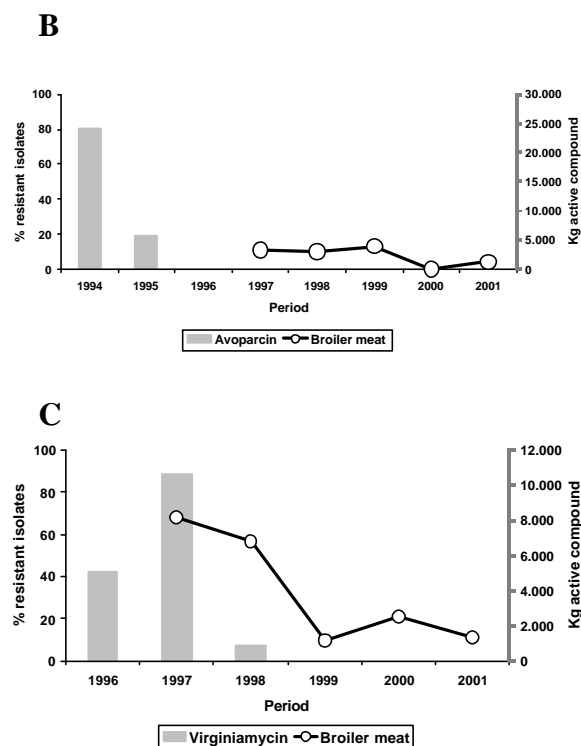 B
% resistant isolates
100
80
60
40
20
0
30.000
25.000
20.000
15.000
10.000
5.000
0
Kg active compound
1994 1995 1996 1997 1998 1999 2000 2001
Period
Avoparcin Broiler meat
C
% resistant isolates
100
80
60
40
20
0
12.000
10.000
8.000
6.000
4.000
2.000
0
Kg active compound
1996 1997 1998 1999 2000 2001
Period
Virginiamycin Broiler meat